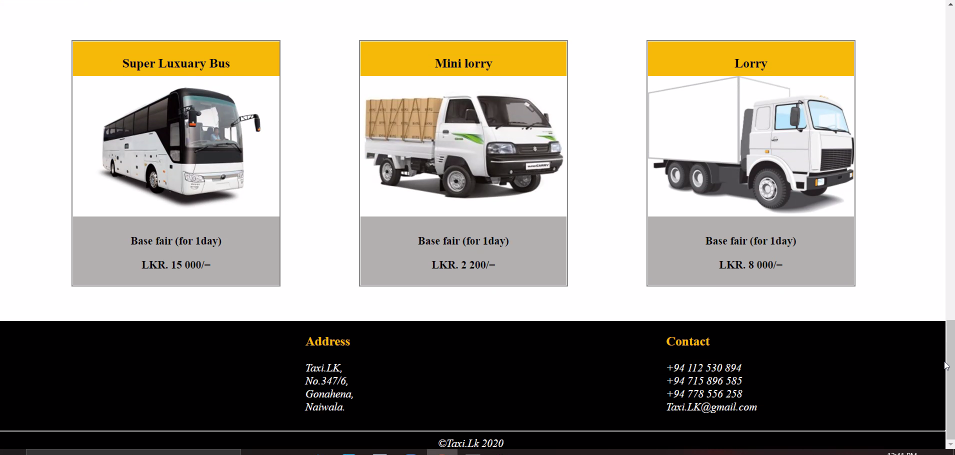 Super Luxuary Bus
Mini lorry
Lorry
Base fair (for 1day)
LKR. 15 000/=
Base fair (for 1day)
LKR. 2 200/=
Base fair (for 1day)
LKR. 8 000/=
Address
Taxi.LK,
No.347/6,
Gonahena,
Naiwala.
Contact
+94 112 530 894
+94 715 896 585
+94 778 556 258
Taxi.LK@gmail.com
©Taxi.Lk 2020